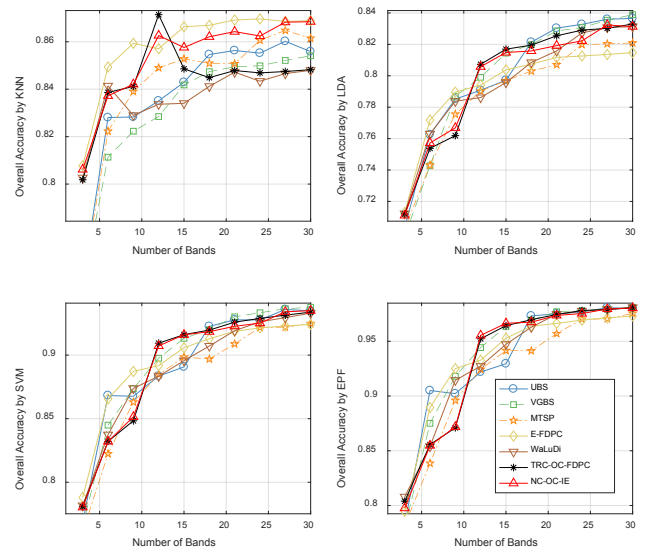 0.86
0.84
0.82
0.8
Overall Accuracy by KNN
5 10 15 20 25 30
Number of Bands
0.84
0.82
0.8
0.78
0.76
0.74
0.72
Overall Accuracy by LDA
5 10 15 20 25 30
Number of Bands
0.9
0.85
0.8
Overall Accuracy by SVM
5 10 15 20 25 30
Number of Bands
0.95
0.9
0.85
0.8
Overall Accuracy by EPF
UBS
VGBS
MTSP
E-FDPC
WaLuDi
TRC-OC-FDPC
NC-OC-IE
5 10 15 20 25 30
Number of Bands